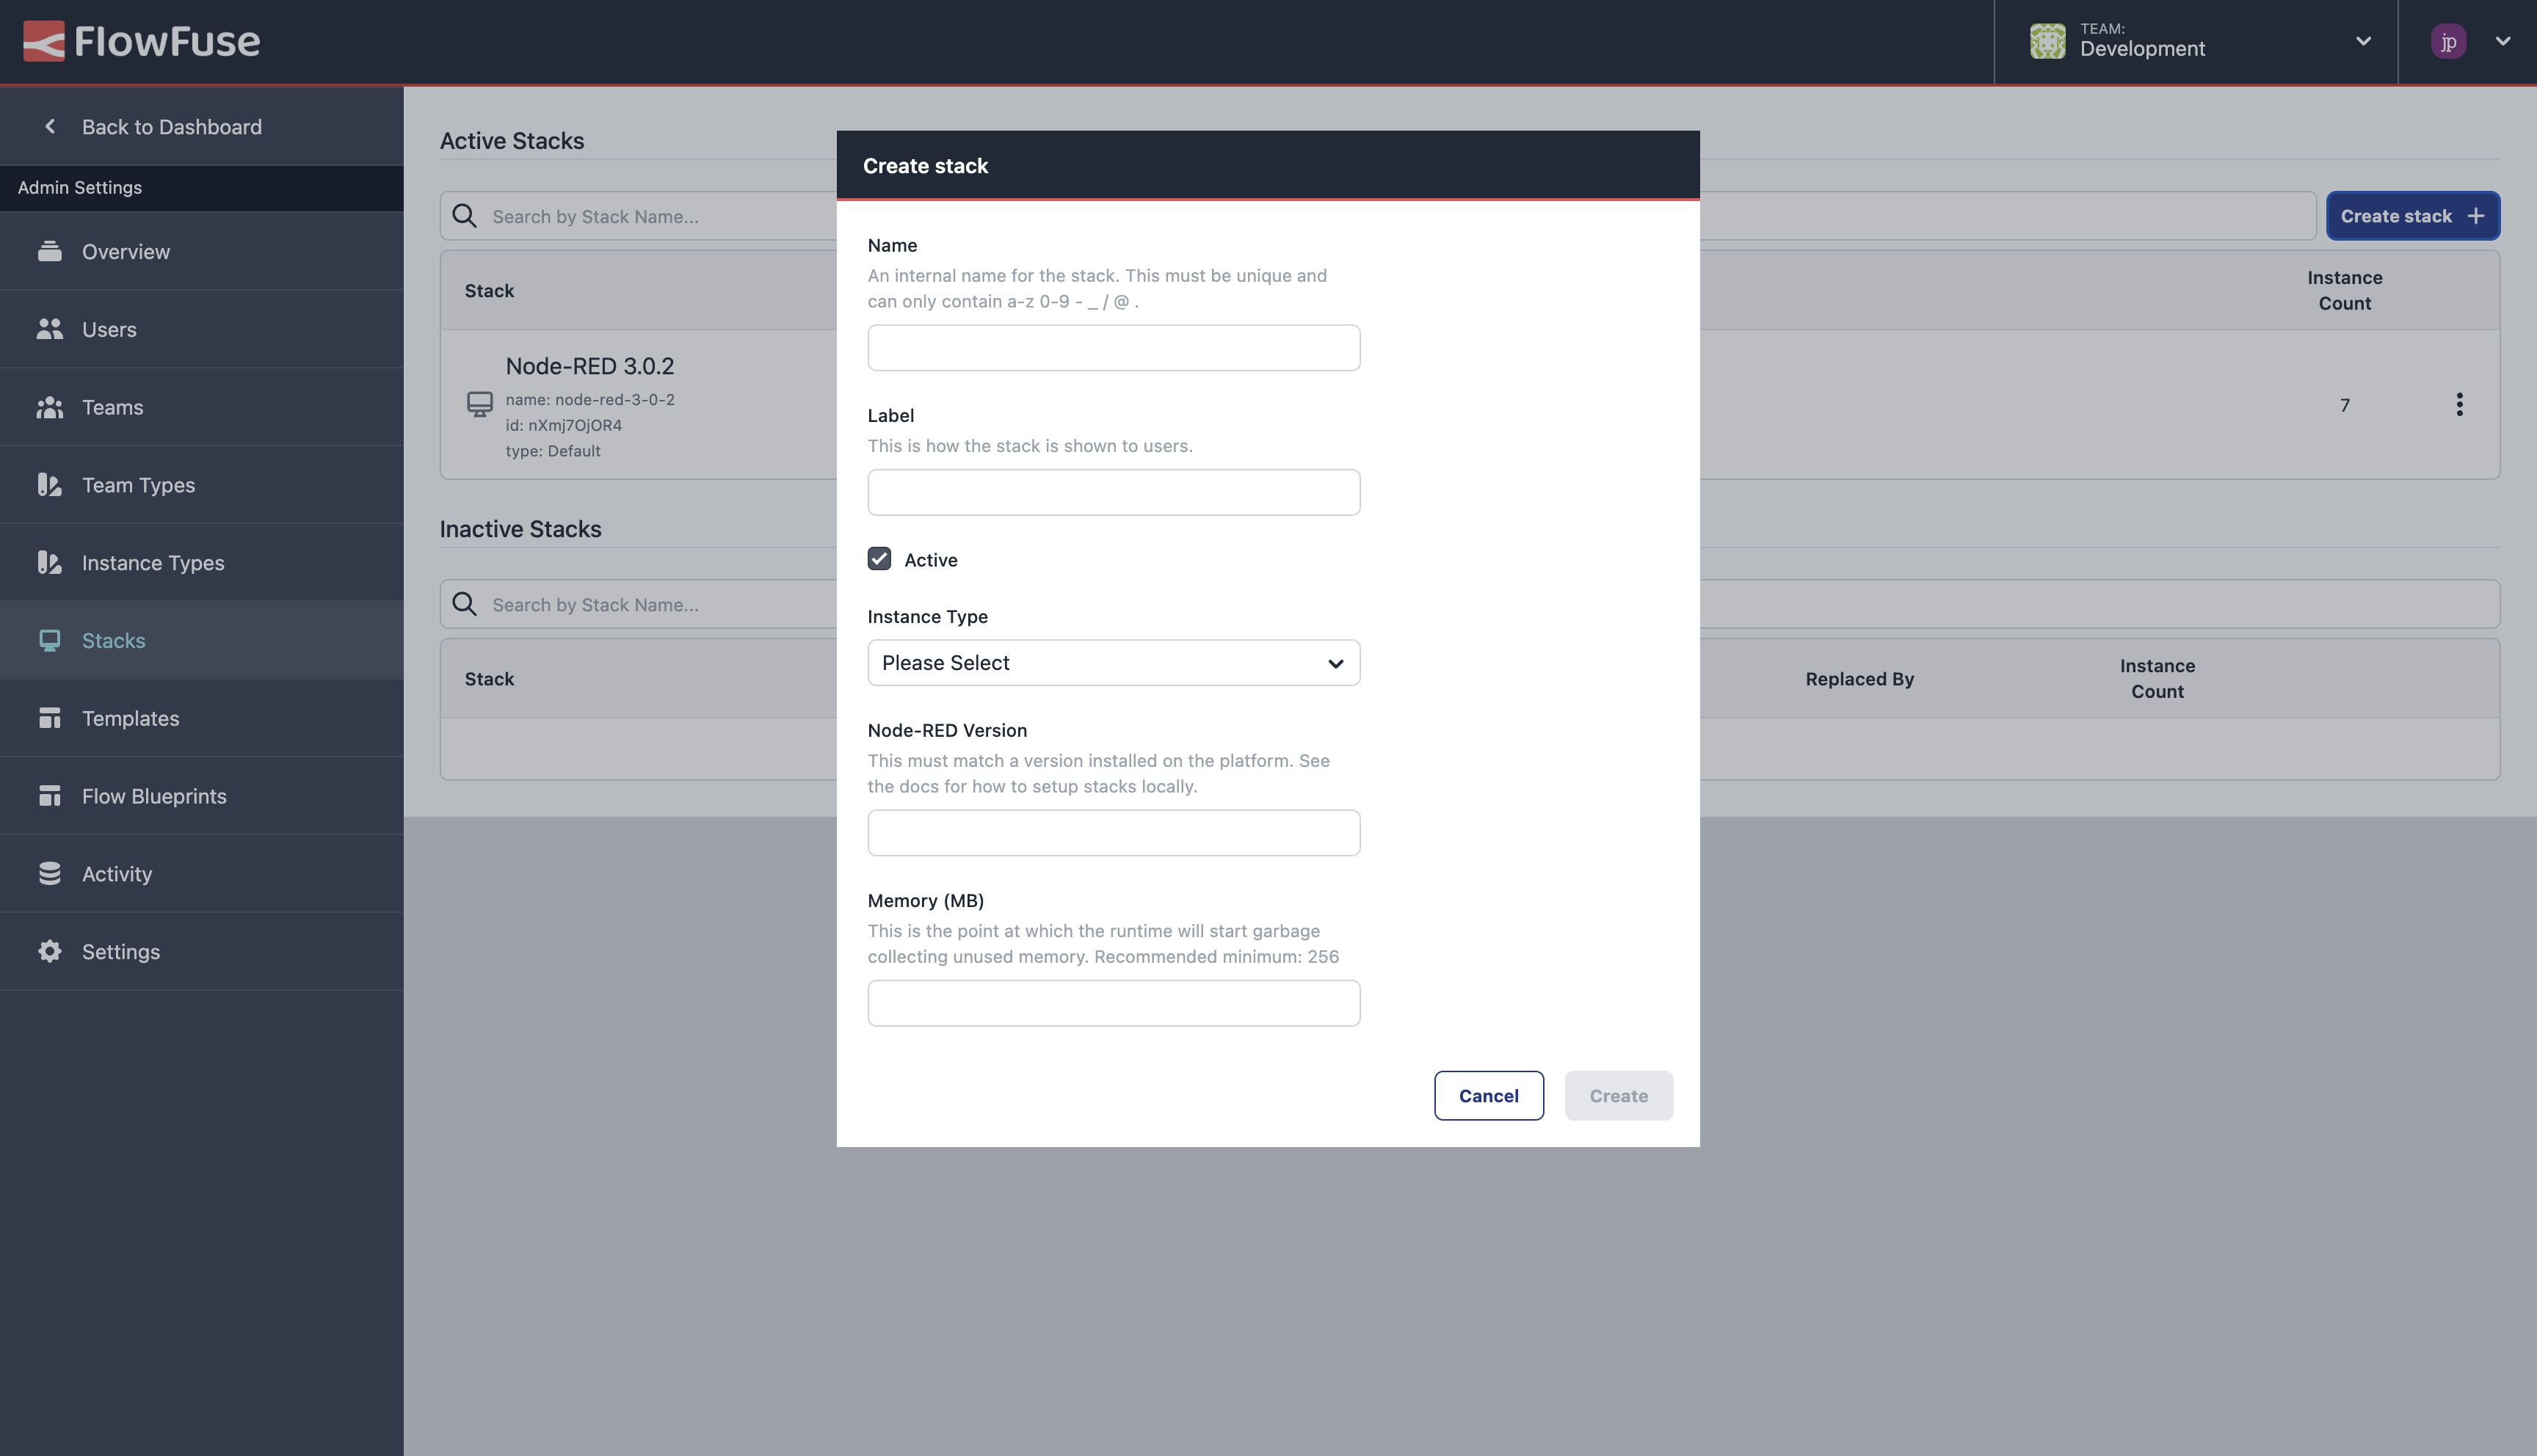 FlowFuse
TEAM:
Development
jp
Back to Dashboard
Admin Settings
Overview
Users
Teams
Team Types
Instance Types
Stacks
Templates
Flow Blueprints
Activity
Settings
Active Stacks
Search by Stack Name...
Create stack
Stack
Instance
Count
Node-RED 3.0.2
name: node-red-3-0-2
id: nXmj7OjOR4
type: Default
7
Inactive Stacks
Search by Stack Name...
Stack
Replaced By
Instance
Count
Create stack
Name
An internal name for the stack. This must be unique and
can only contain a-z 0-9 - _ / @ .
Label
This is how the stack is shown to users.
Active
Instance Type
Please Select
Node-RED Version
This must match a version installed on the platform. See
the docs for how to setup stacks locally.
Memory (MB)
This is the point at which the runtime will start garbage
collecting unused memory. Recommended minimum: 256
Cancel
Create